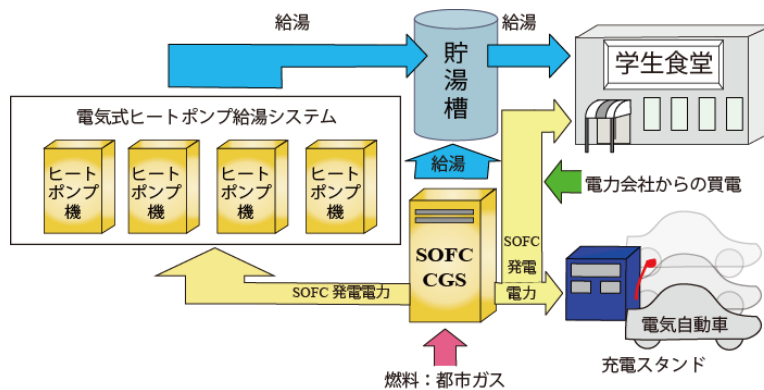 給湯
給湯
貯湯槽
学生食堂
電気式ヒートポンプ給湯システム
ヒート
ポンプ
機
ヒート
ポンプ
機
ヒート
ポンプ
機
ヒート
ポンプ
機
給湯
電力会社からの買電
SOFC
CGS
SOFC
発電
電力
SOFC 発電電力
電気自動車
充電スタンド
燃料：都市ガス